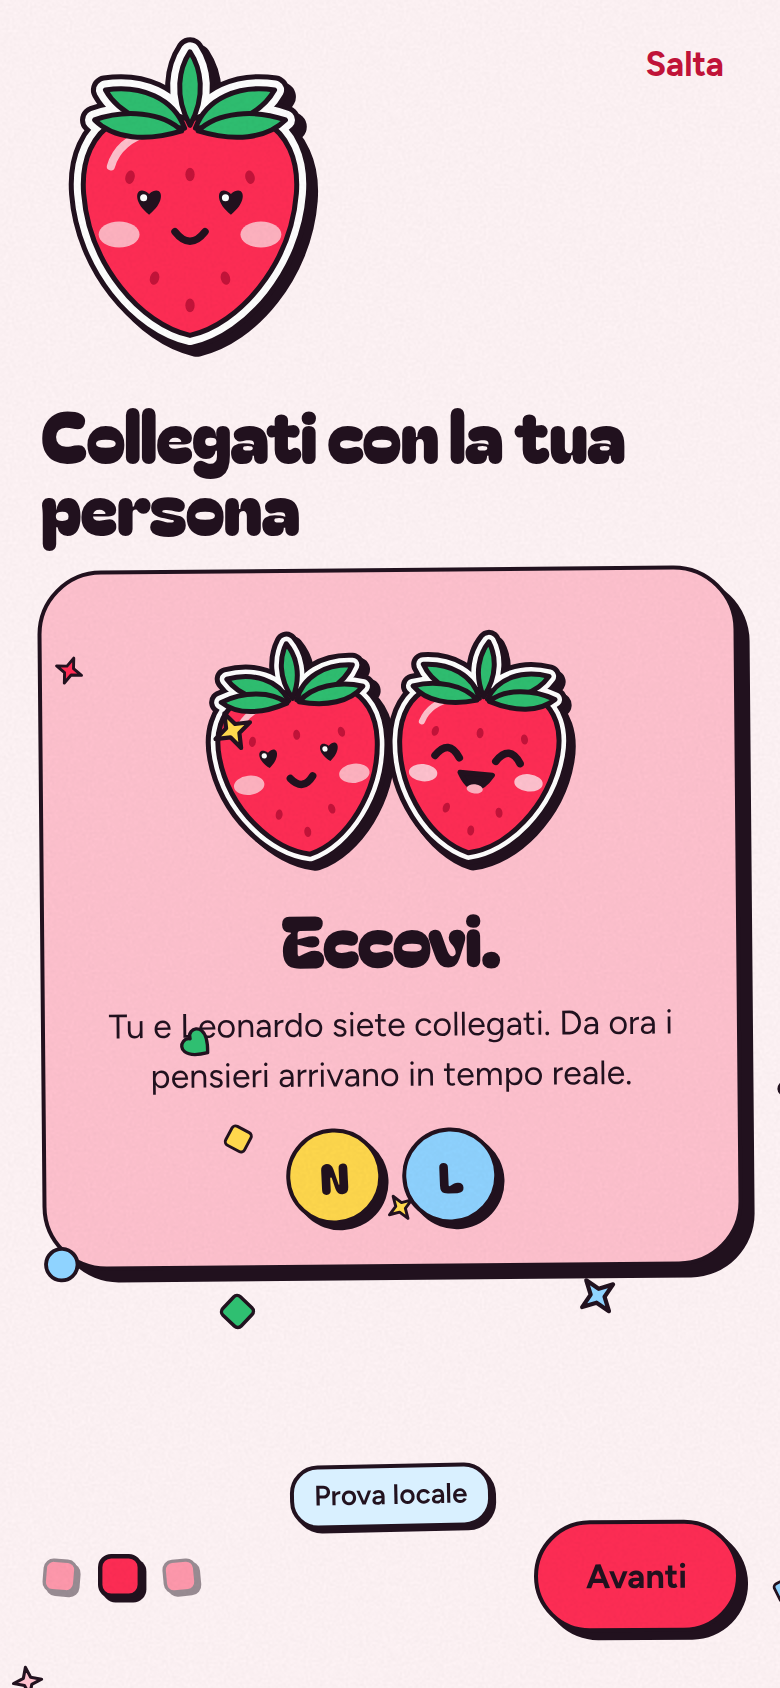 Salta
Collegati con la tua
persona
Eccovi.
Tu e Leonardo siete collegati. Da ora i
pensieri arrivano in tempo reale.
N
L
Prova locale
Avanti